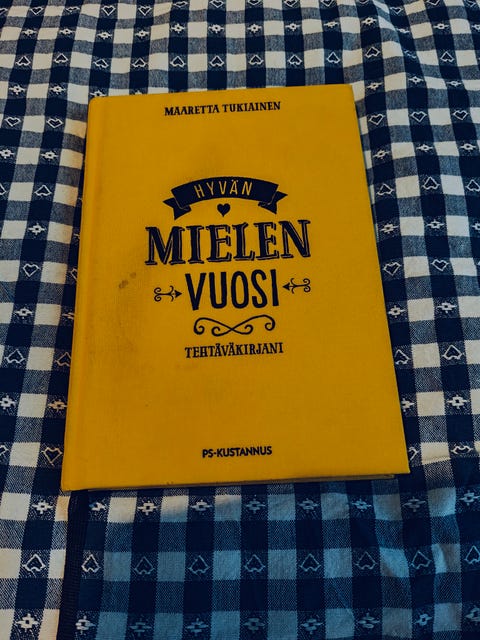 MAARETTA TUKIAINEN
HYVÄN
MIELEN
VUOSI
TEHTÄVÄKIRJANI
PS-KUSTANNUS